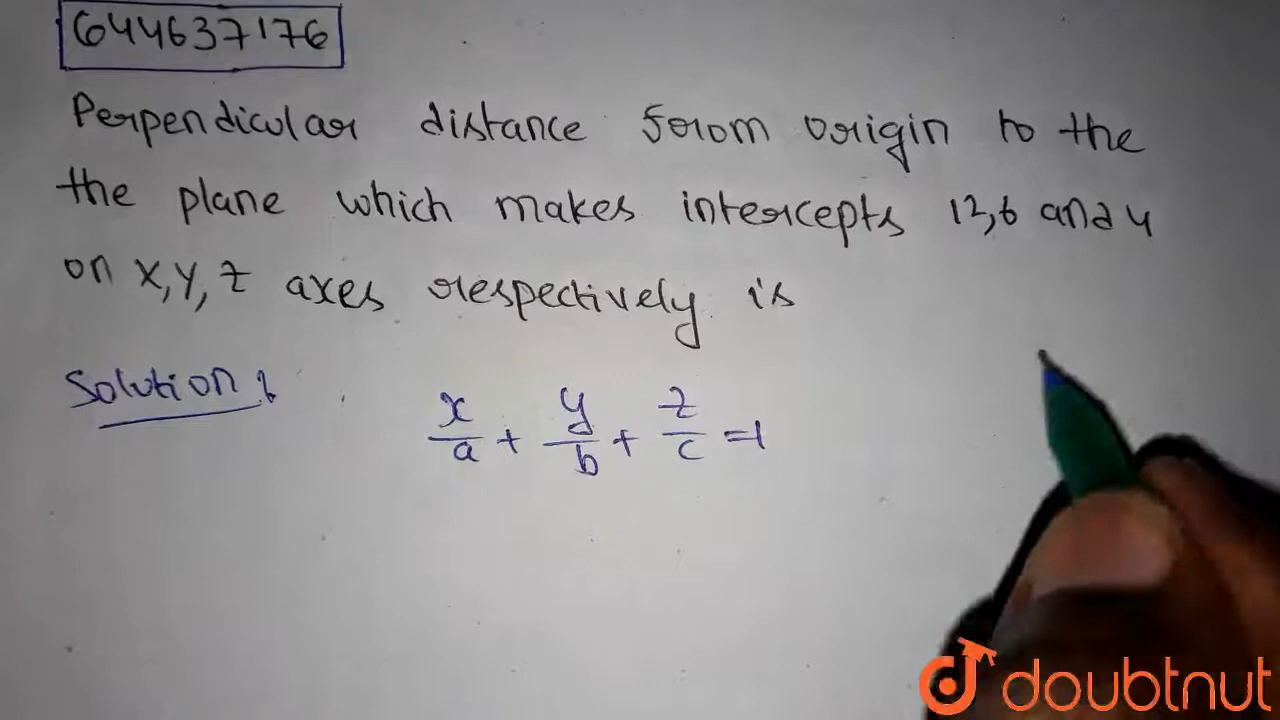 644637176
Perpendicular distance from origin to the
the plane which makes intercepts 12,6 and 4
on X, Y, Z axes respectively is
Solution :
x/a + y/b + z/c = 1
doubtnut